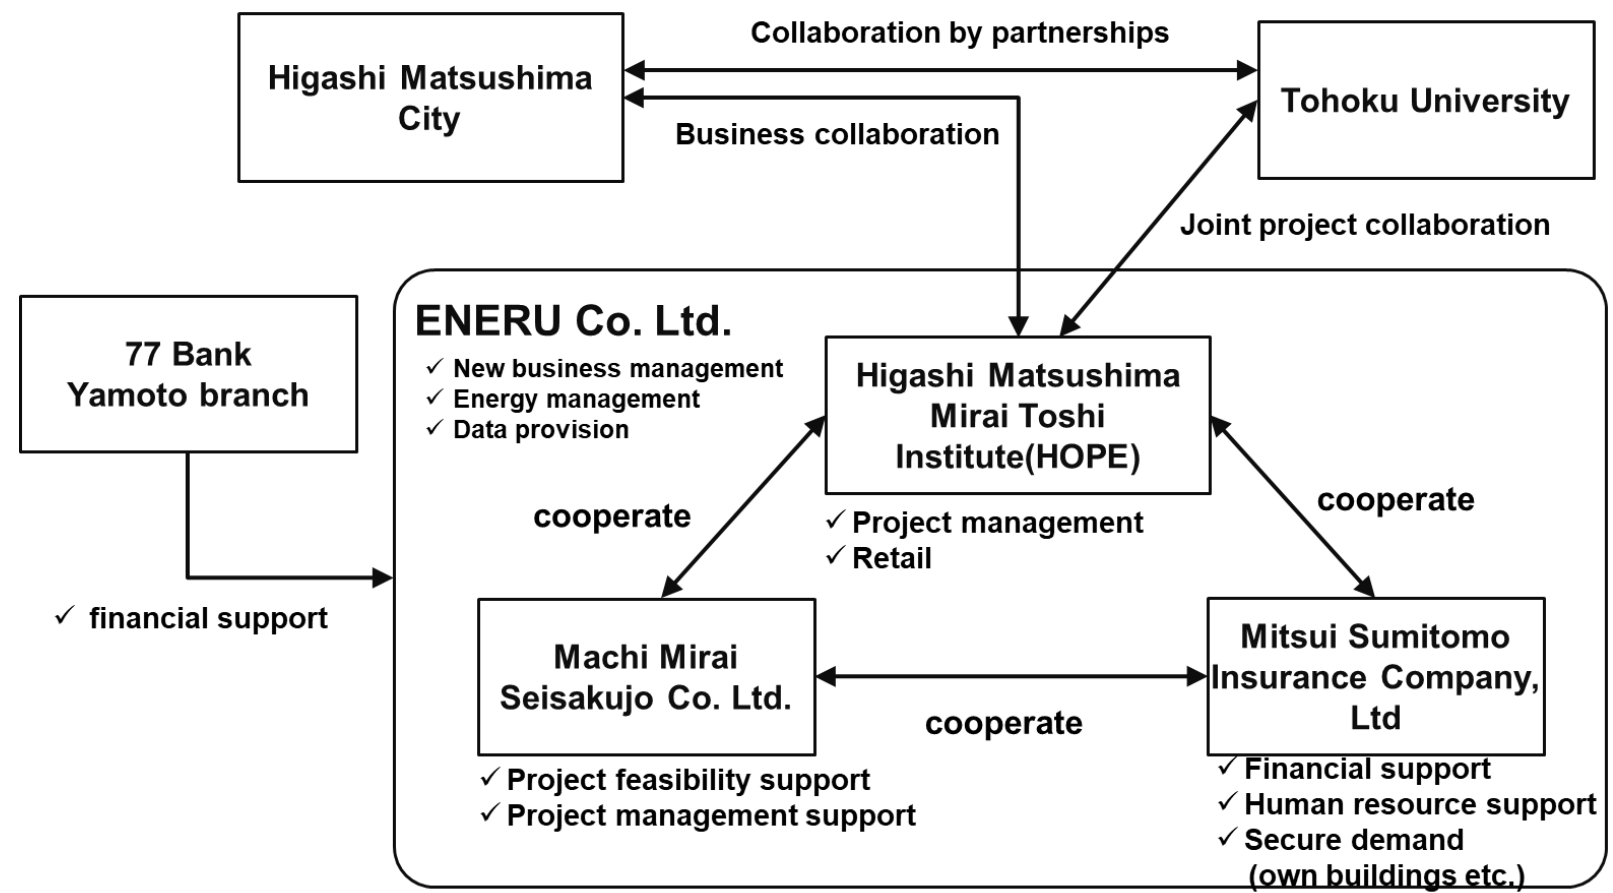 Collaboration by partnerships
Higashi Matsushima
City
Tohoku University
Business collaboration
Joint project collaboration
77 Bank
Yamoto branch
financial support
ENERU Co. Ltd.
✓ New business management
✓ Energy management
✓ Data provision
Higashi Matsushima
Mirai Toshi
Institute(HOPE)
✓ Project management
✓ Retail
cooperate
cooperate
Machi Mirai
Seisakujo Co. Ltd.
cooperate
Mitsui Sumitomo
Insurance Company,
Ltd
✓ Project feasibility support
✓ Project management support
✓ Financial support
✓ Human resource support
✓ Secure demand
(own buildings etc.)